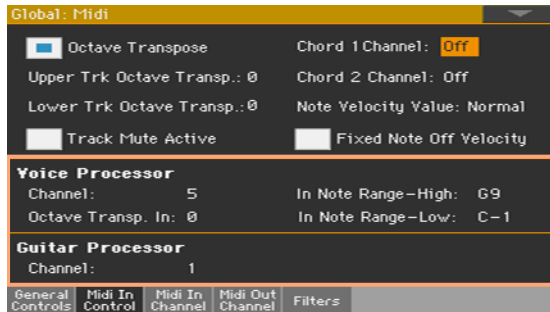 Global: Midi
Octave Transpose Chord 1 Channel: Off
Upper Trk Octave Transp.: 0 Chord 2 Channel: Off
Lower Trk Octave Transp.: 0 Note Velocity Value: Normal
Track Mute Active Fixed Note Off Velocity
Voice Processor
Channel: 5 In Note Range-High: G9
Octave Transp. In: 0 In Note Range-Low: C-1
Guitar Processor
Channel: 1
General Controls Midi In Control Midi In Channel Midi Out Channel Filters